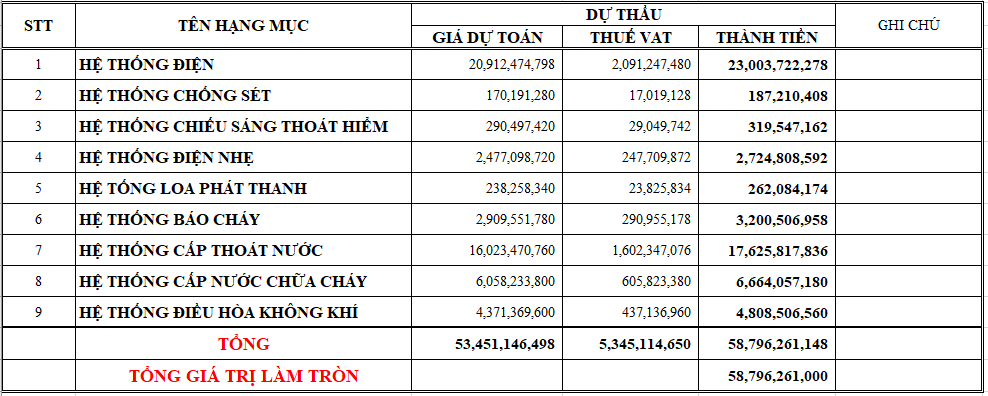 STT TÊN HẠNG MỤC DỰ THẦU GHI CHÚ
GIÁ DỰ TOÁN THUẾ VAT THÀNH TIỀN
1 HỆ THỐNG ĐIỆN 20,912,474,798 2,091,247,480 23,003,722,278
2 HỆ THỐNG CHỐNG SÉT 170,191,280 17,019,128 187,210,408
3 HỆ THỐNG CHIẾU SÁNG THOÁT HIỂM 290,497,420 29,049,742 319,547,162
4 HỆ THỐNG ĐIỆN NHẸ 2,477,098,720 247,709,872 2,724,808,592
5 HỆ TỐNG LOA PHÁT THANH 238,258,340 23,825,834 262,084,174
6 HỆ THỐNG BÁO CHÁY 2,909,551,780 290,955,178 3,200,506,958
7 HỆ THỐNG CẤP THOÁT NƯỚC 16,023,470,760 1,602,347,076 17,625,817,836
8 HỆ THỐNG CẤP NƯỚC CHỮA CHÁY 6,058,233,800 605,823,380 6,664,057,180
9 HỆ THỐNG ĐIỀU HÒA KHÔNG KHÍ 4,371,369,600 437,136,960 4,808,506,560
TỔNG 53,451,146,498 5,345,114,650 58,796,261,148
TỔNG GIÁ TRỊ LÀM TRÒN 58,796,261,000